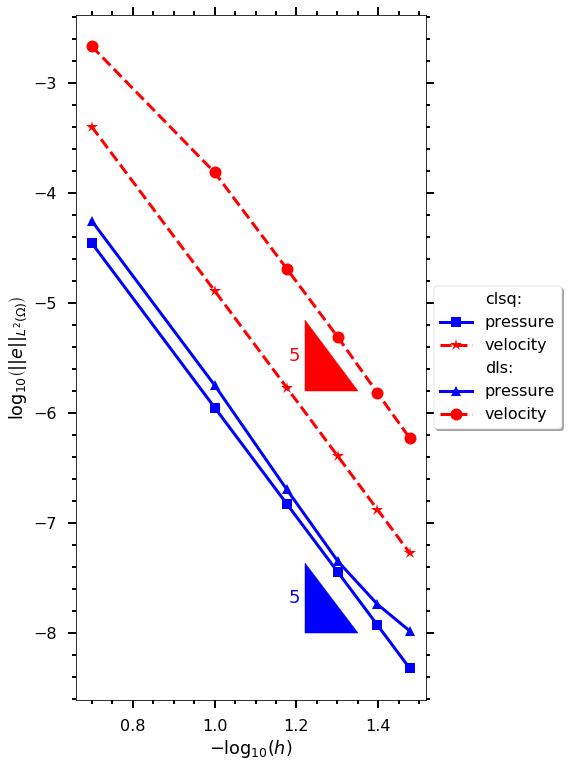 −3
−4
−5
−6
−7
−8
log₁₀(||e||_{L²(Ω)})
5
5
0.8
1.0
1.2
1.4
−log₁₀(h)
clsq:
pressure
velocity
dls:
pressure
velocity